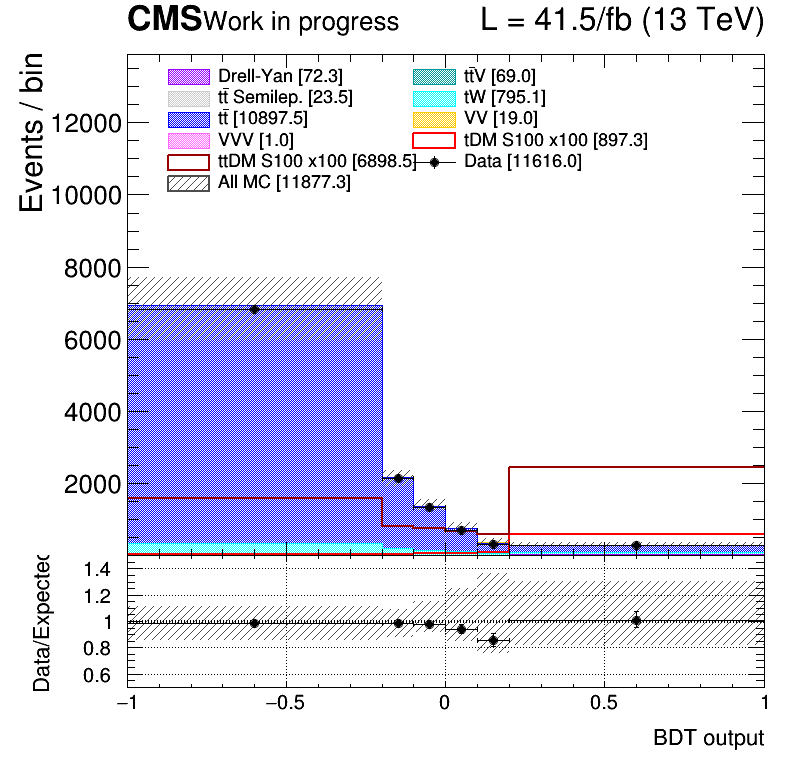 CMS Work in progress L = 41.5/fb (13 TeV)
Events / bin
Drell-Yan [72.3] tt̄V [69.0]
tt̄ Semilep. [23.5] tW [795.1]
tt̄ [10897.5] VV [19.0]
VVV [1.0] tDM S100 x100 [897.3]
ttDM S100 x100 [6898.5] Data [11616.0]
All MC [11877.3]
12000
10000
8000
6000
4000
2000
Data/Expected
1.4
1.2
1
0.8
0.6
−1 −0.5 0 0.5 1
BDT output